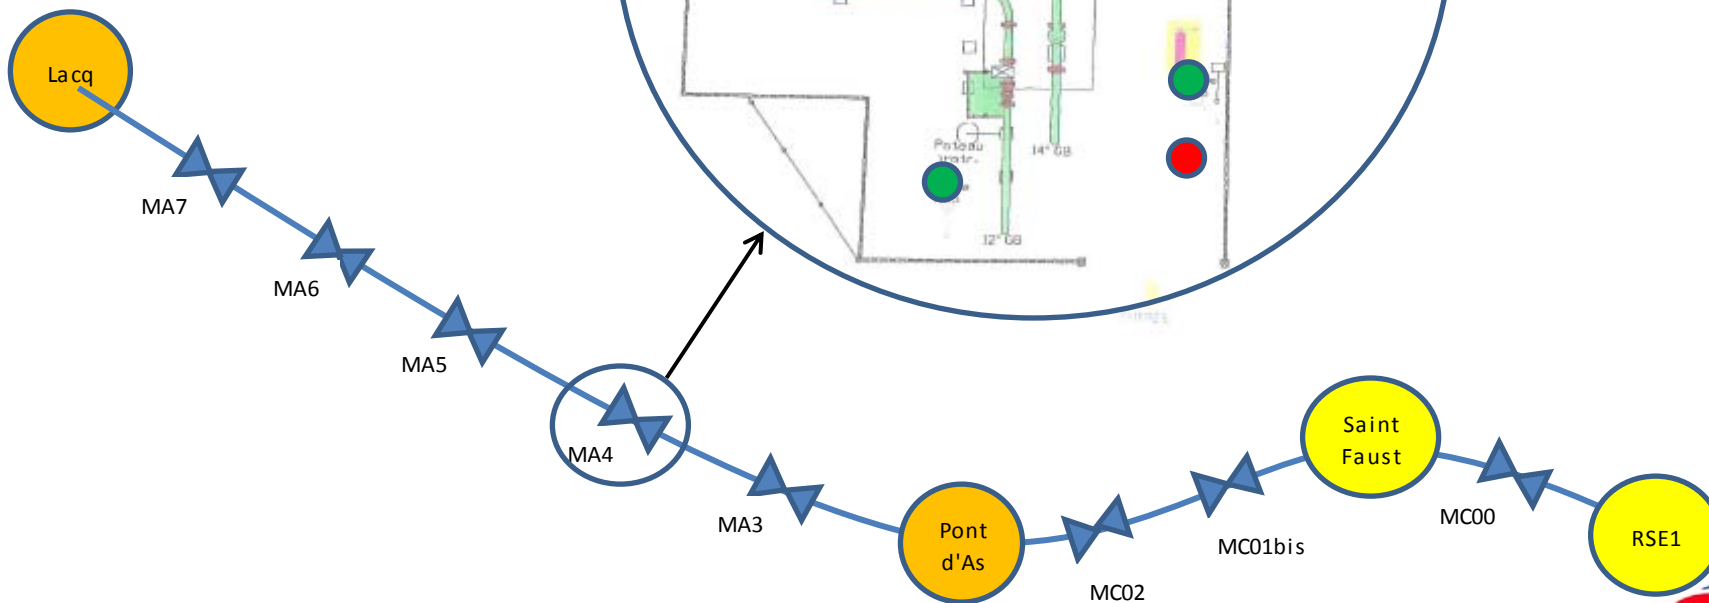 Lacq
MA7
MA6
MA5
MA4
MA3
Poteau
14" GB
12" GB
Pont
d'As
MC02
MC01bis
Saint
Faust
MC00
RSE1